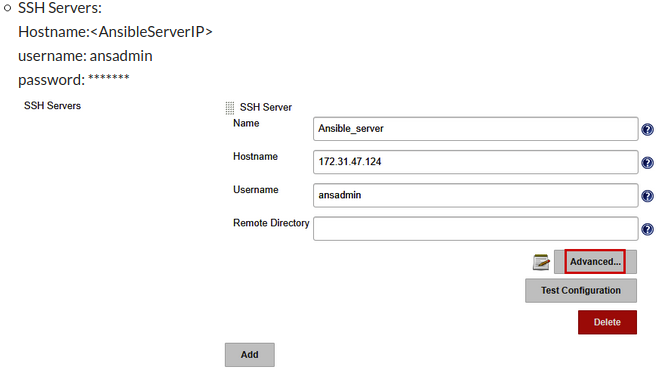 SSH Servers:
Hostname:<AnsibleServerIP>
username: ansadmin
password: *******
SSH Servers
SSH Server
Name
Ansible_server
Hostname
172.31.47.124
Username
ansadmin
Remote Directory
Advanced...
Test Configuration
Delete
Add